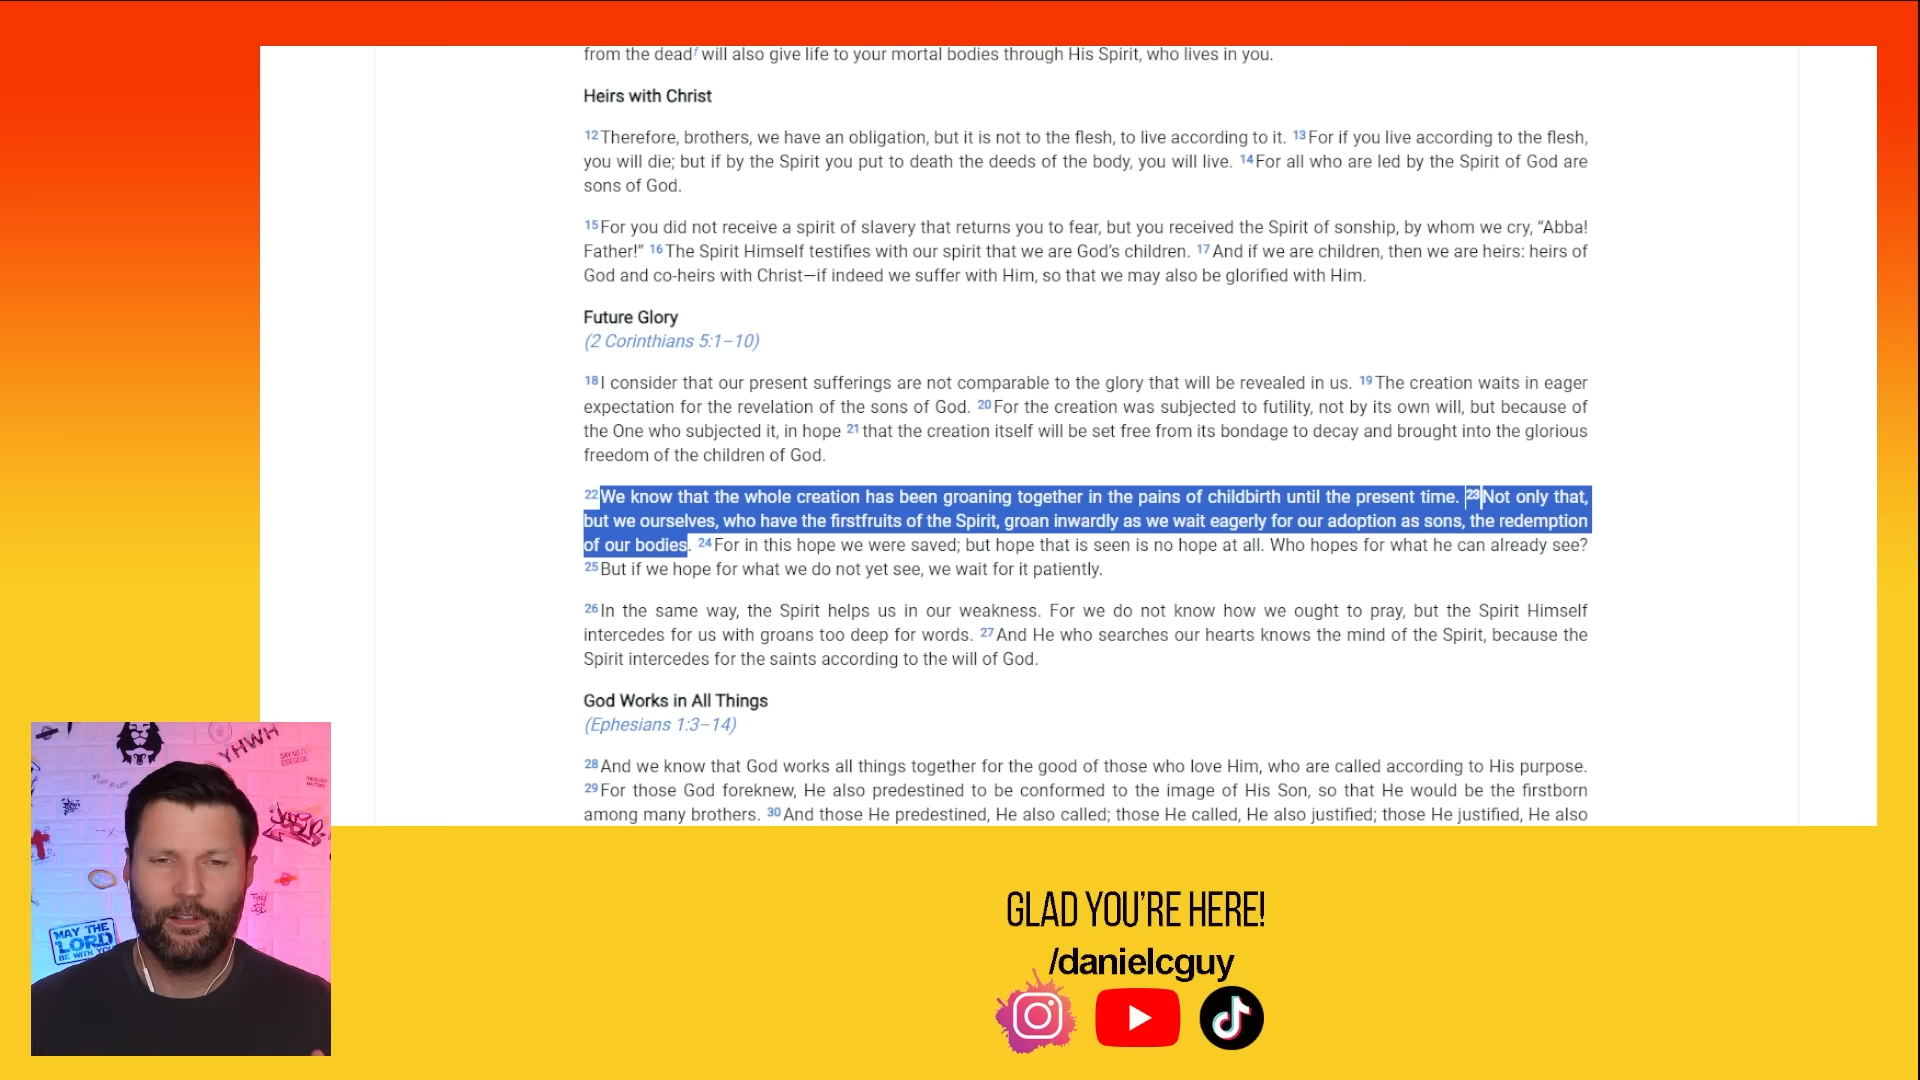 from the deadᶠ will also give life to your mortal bodies through His Spirit, who lives in you.
Heirs with Christ
12 Therefore, brothers, we have an obligation, but it is not to the flesh, to live according to it. 13 For if you live according to the flesh,
you will die; but if by the Spirit you put to death the deeds of the body, you will live. 14 For all who are led by the Spirit of God are
sons of God.
15 For you did not receive a spirit of slavery that returns you to fear, but you received the Spirit of sonship, by whom we cry, “Abba!
Father!” 16 The Spirit Himself testifies with our spirit that we are God’s children. 17 And if we are children, then we are heirs: heirs of
God and co-heirs with Christ—if indeed we suffer with Him, so that we may also be glorified with Him.
Future Glory
(2 Corinthians 5:1–10)
18 I consider that our present sufferings are not comparable to the glory that will be revealed in us. 19 The creation waits in eager
expectation for the revelation of the sons of God. 20 For the creation was subjected to futility, not by its own will, but because of
the One who subjected it, in hope 21 that the creation itself will be set free from its bondage to decay and brought into the glorious
freedom of the children of God.
22 We know that the whole creation has been groaning together in the pains of childbirth until the present time. 23 Not only that,
but we ourselves, who have the firstfruits of the Spirit, groan inwardly as we wait eagerly for our adoption as sons, the redemption
of our bodies. 24 For in this hope we were saved; but hope that is seen is no hope at all. Who hopes for what he can already see?
25 But if we hope for what we do not yet see, we wait for it patiently.
26 In the same way, the Spirit helps us in our weakness. For we do not know how we ought to pray, but the Spirit Himself
intercedes for us with groans too deep for words. 27 And He who searches our hearts knows the mind of the Spirit, because the
Spirit intercedes for the saints according to the will of God.
God Works in All Things
(Ephesians 1:3–14)
28 And we know that God works all things together for the good of those who love Him, who are called according to His purpose.
29 For those God foreknew, He also predestined to be conformed to the image of His Son, so that He would be the firstborn
among many brothers. 30 And those He predestined, He also called; those He called, He also justified; those He justified, He also
YHWH
MAY THE
LORD
BE WITH YOU
GLAD YOU’RE HERE!
/danielcguy